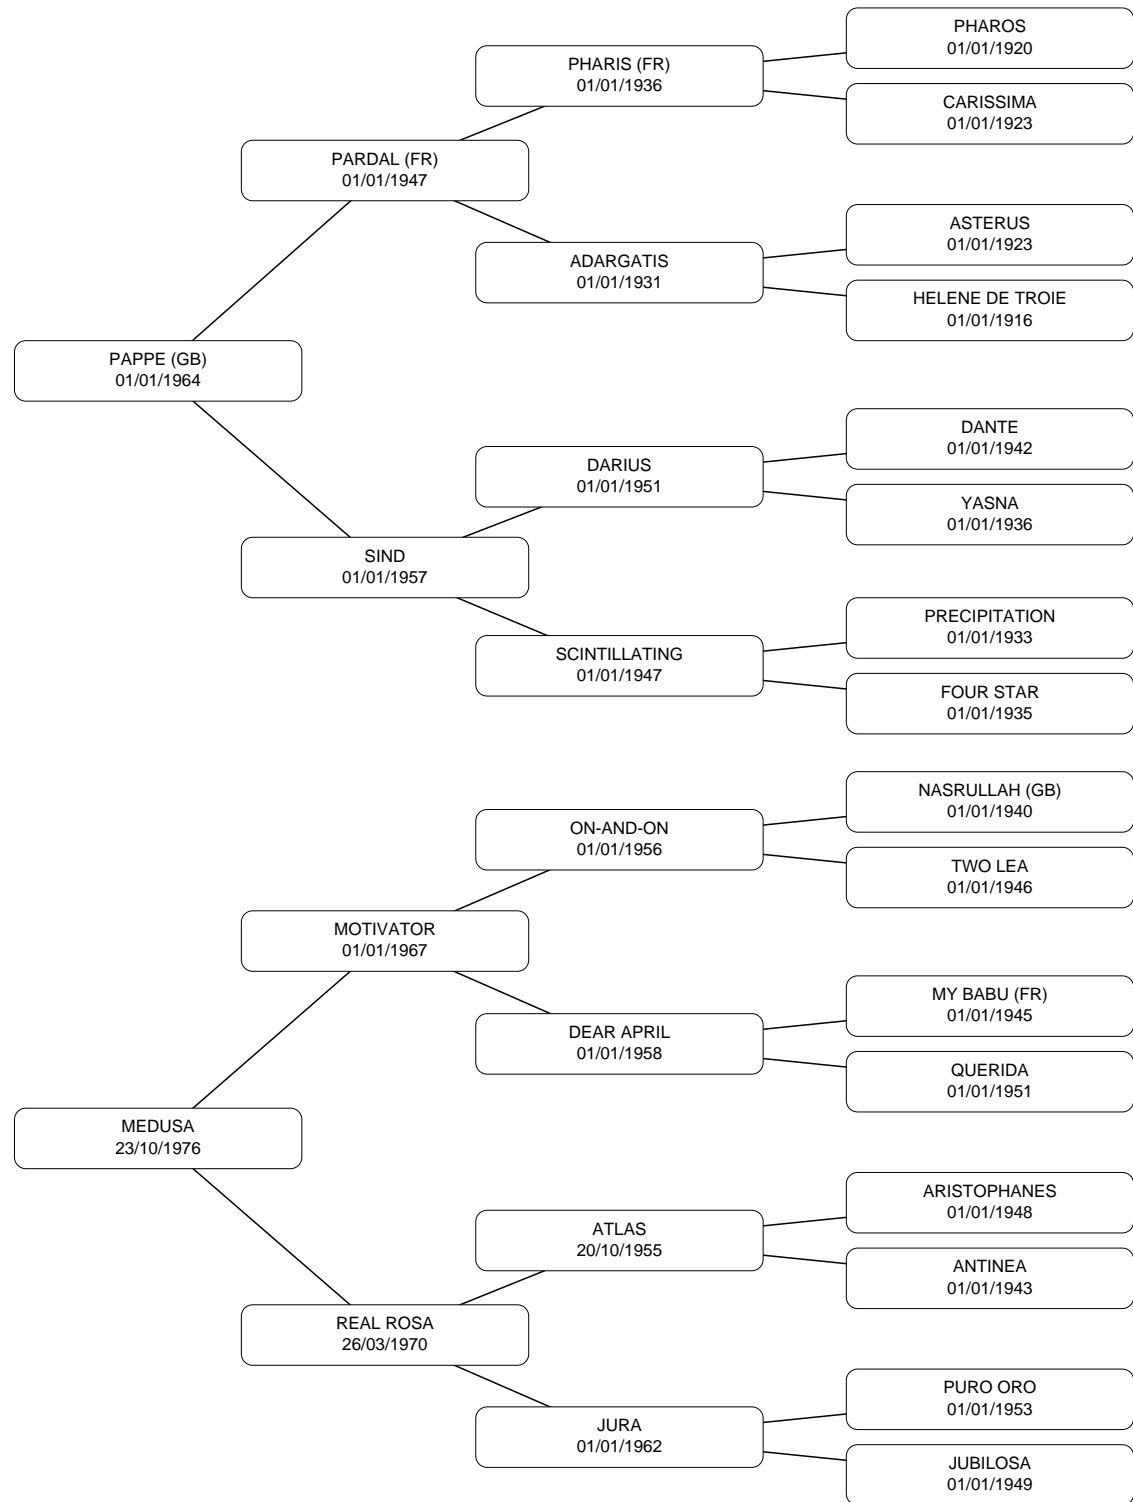 PHAROS
01/01/1920
PHARIS (FR)
01/01/1936
CARISSIMA
01/01/1923
PARDAL (FR)
01/01/1947
ASTERUS
01/01/1923
ADARGATIS
01/01/1931
HELENE DE TROIE
01/01/1916
PAPPE (GB)
01/01/1964
DANTE
01/01/1942
DARIUS
01/01/1951
YASNA
01/01/1936
SIND
01/01/1957
PRECIPITATION
01/01/1933
SCINTILLATING
01/01/1947
FOUR STAR
01/01/1935
NASRULLAH (GB)
01/01/1940
ON-AND-ON
01/01/1956
TWO LEA
01/01/1946
MOTIVATOR
01/01/1967
MY BABU (FR)
01/01/1945
DEAR APRIL
01/01/1958
QUERIDA
01/01/1951
MEDUSA
23/10/1976
ARISTOPHANES
01/01/1948
ATLAS
20/10/1955
ANTINEA
01/01/1943
REAL ROSA
26/03/1970
PURO ORO
01/01/1953
JURA
01/01/1962
JUBILOSA
01/01/1949